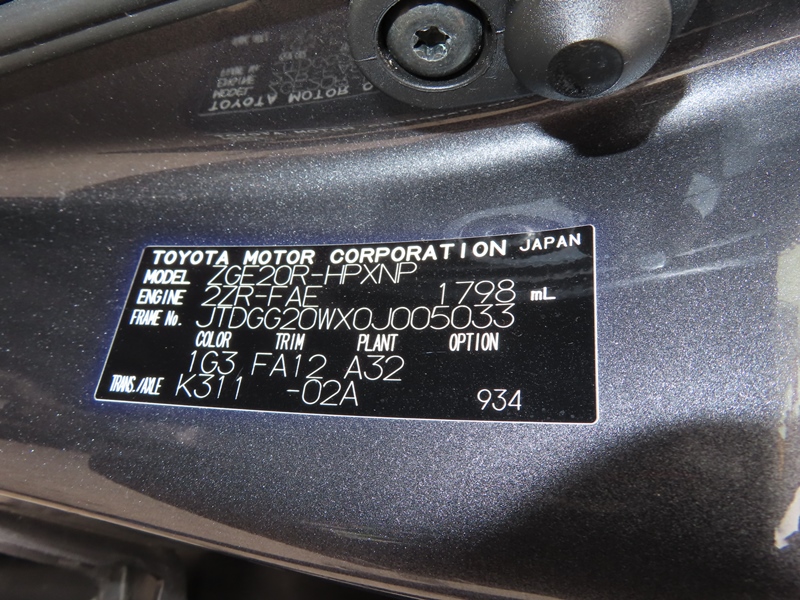 TOYOTA MOTOR CORPORATION JAPAN
MODEL ZGE20R-HPXNP
ENGINE 2ZR-FAE 1798 mL
FRAME No. JTDGG20WX0J005033
COLOR TRIM PLANT OPTION
1G3 FA12 A32
TRANS./AXLE K311 -02A 934